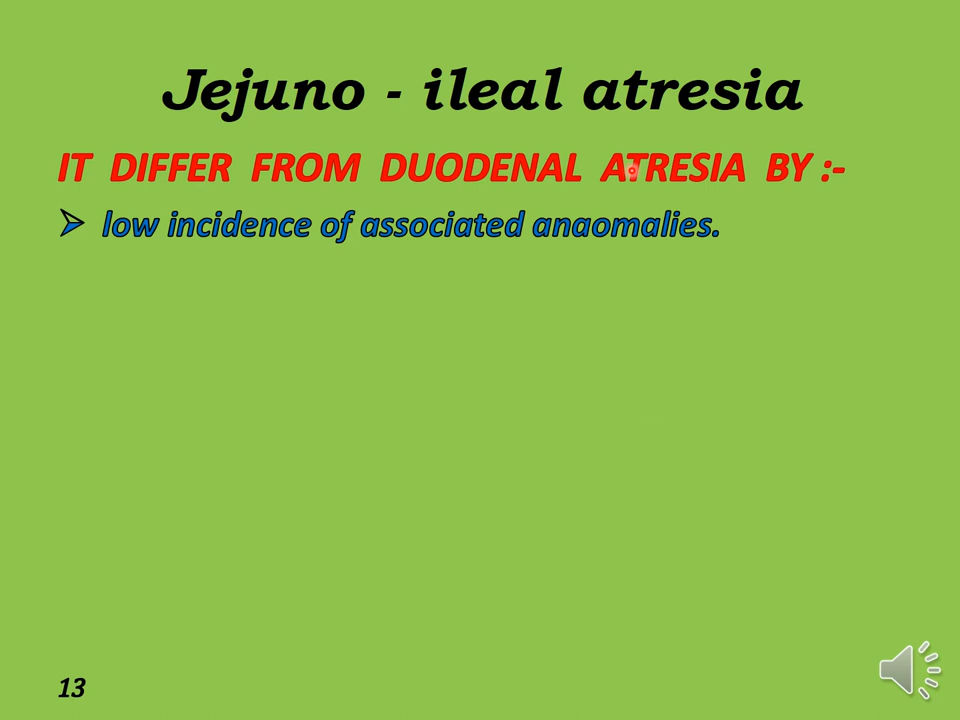 Jejuno - ileal atresia
IT DIFFER FROM DUODENAL ATRESIA BY :-
➢ low incidence of associated anaomalies.
13